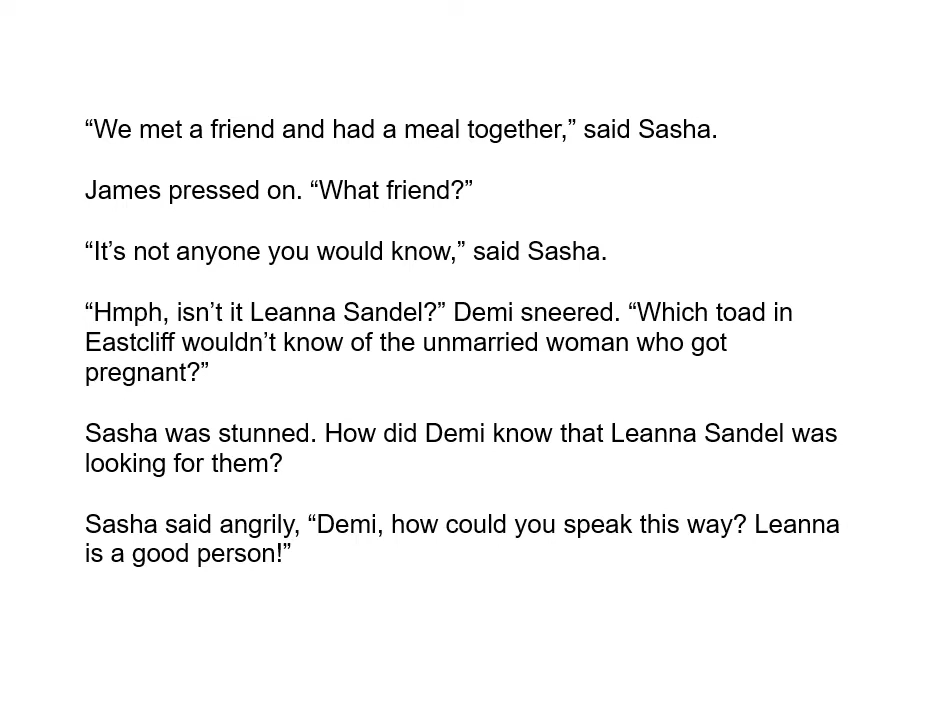 “We met a friend and had a meal together,” said Sasha.
James pressed on. “What friend?”
“It’s not anyone you would know,” said Sasha.
“Hmph, isn’t it Leanna Sandel?” Demi sneered. “Which toad in
Eastcliff wouldn’t know of the unmarried woman who got
pregnant?”
Sasha was stunned. How did Demi know that Leanna Sandel was
looking for them?
Sasha said angrily, “Demi, how could you speak this way? Leanna
is a good person!”